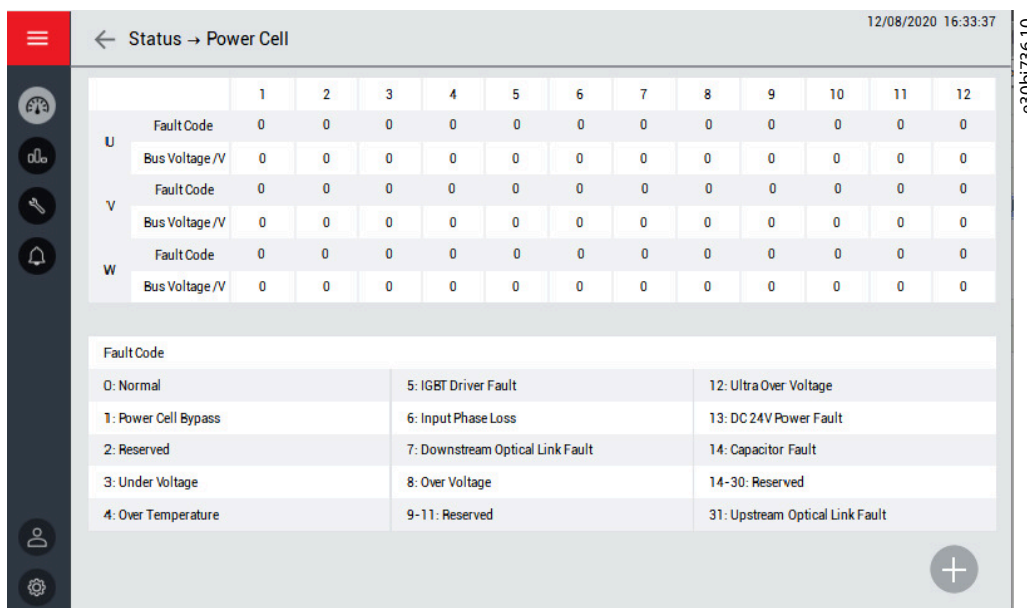 12/08/2020 16:33:37
← Status → Power Cell
1 2 3 4 5 6 7 8 9 10 11 12
U
Fault Code 0 0 0 0 0 0 0 0 0 0 0 0
Bus Voltage /V 0 0 0 0 0 0 0 0 0 0 0 0
V
Fault Code 0 0 0 0 0 0 0 0 0 0 0 0
Bus Voltage /V 0 0 0 0 0 0 0 0 0 0 0 0
W
Fault Code 0 0 0 0 0 0 0 0 0 0 0 0
Bus Voltage /V 0 0 0 0 0 0 0 0 0 0 0 0
Fault Code
0: Normal 5: IGBT Driver Fault 12: Ultra Over Voltage
1: Power Cell Bypass 6: Input Phase Loss 13: DC 24V Power Fault
2: Reserved 7: Downstream Optical Link Fault 14: Capacitor Fault
3: Under Voltage 8: Over Voltage 14-30: Reserved
4: Over Temperature 9-11: Reserved 31: Upstream Optical Link Fault